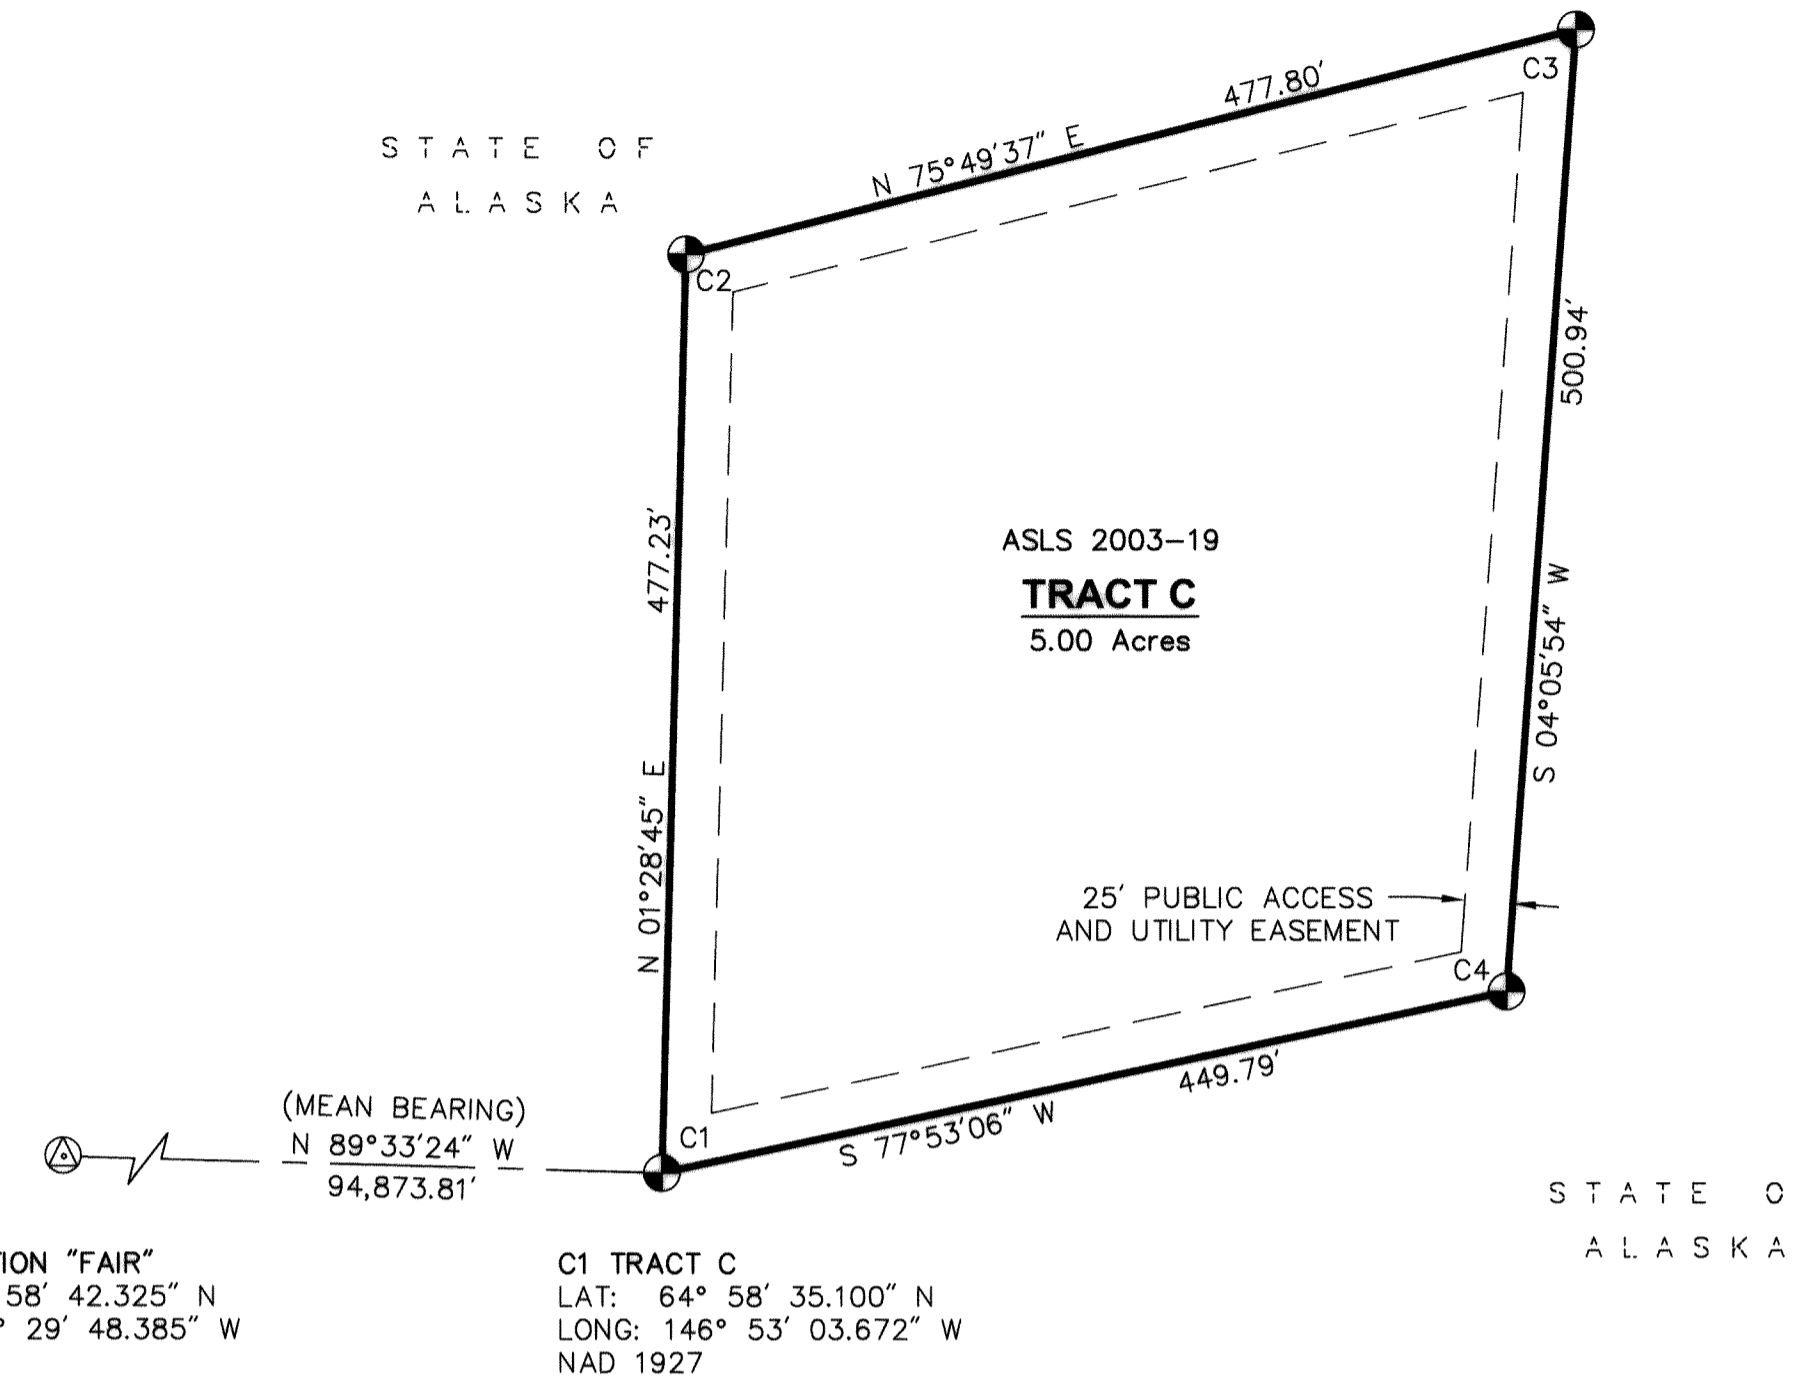 C3
477.80'
N 75°49'37" E
STATE OF
ALASKA
C2
500.94'
477.23'
ASLS 2003-19
TRACT C
5.00 Acres
S 04°05'54" W
N 01°28'45" E
25' PUBLIC ACCESS
AND UTILITY EASEMENT
C4
449.79'
S 77°53'06" W
C1
(MEAN BEARING)
N 89°33'24" W
94,873.81'
STATE O
ALASKA
TION "FAIR"
58' 42.325" N
° 29' 48.385" W
C1 TRACT C
LAT: 64° 58' 35.100" N
LONG: 146° 53' 03.672" W
NAD 1927